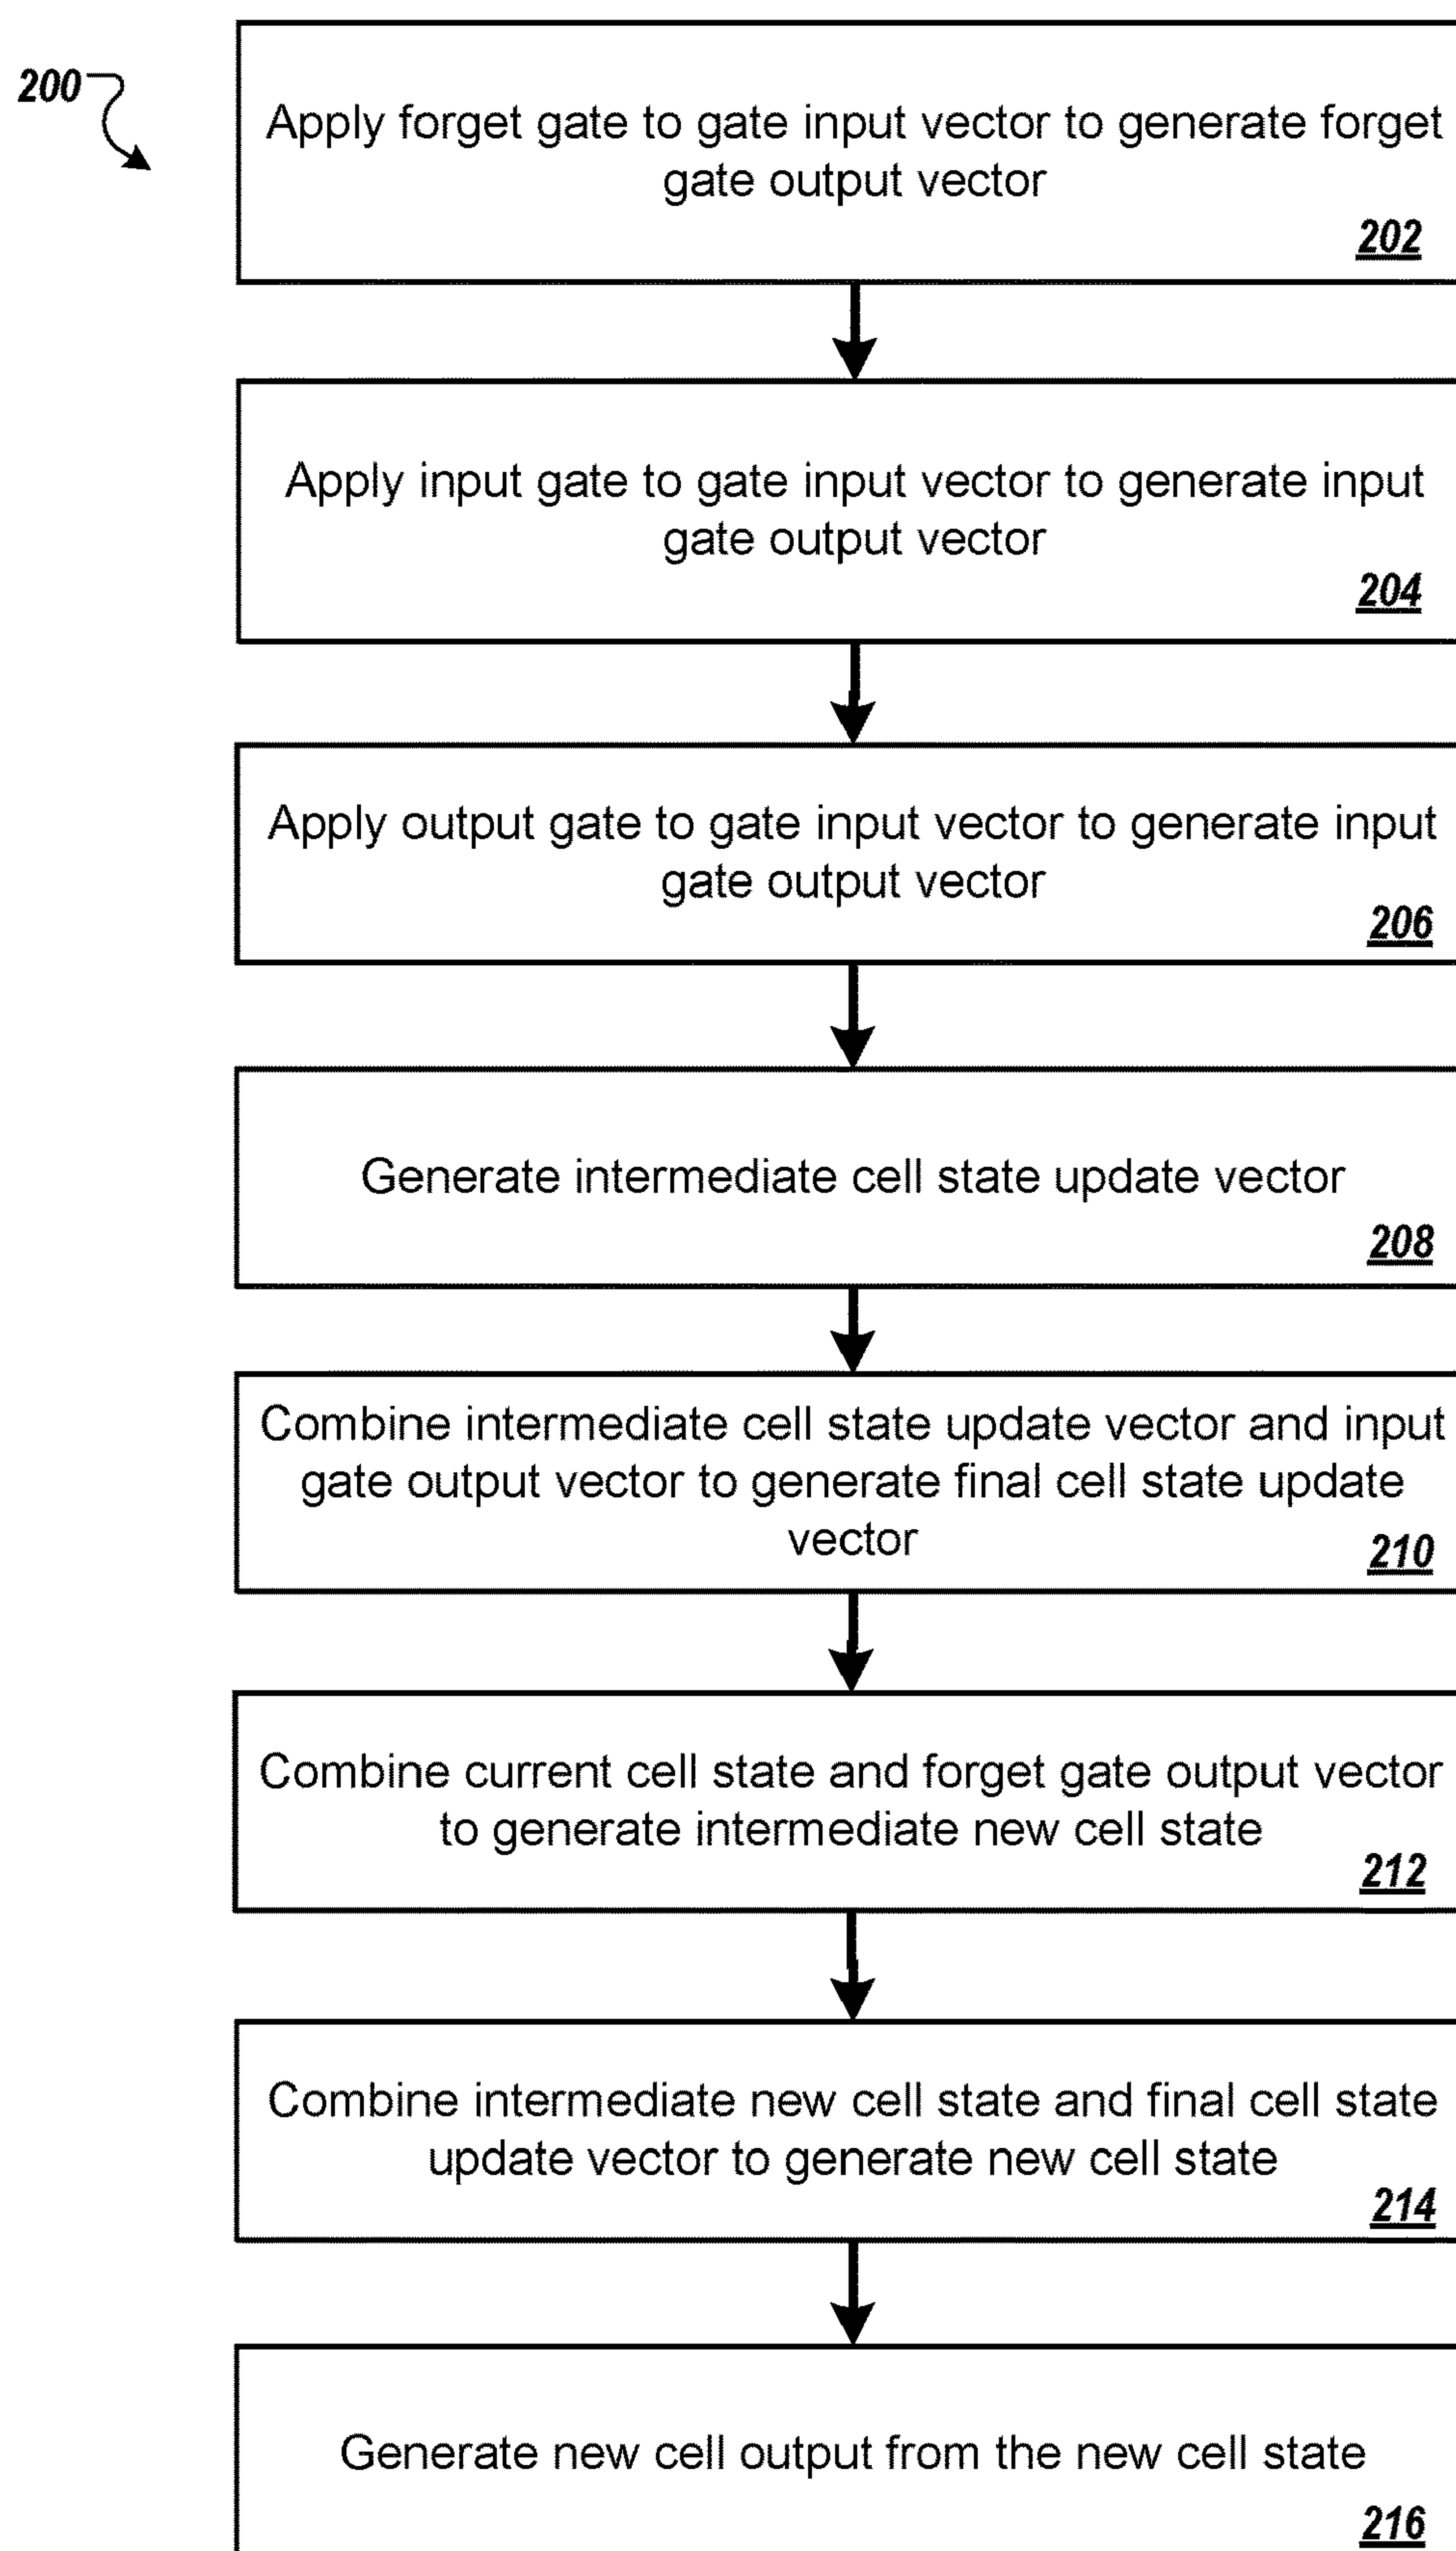 200
Apply forget gate to gate input vector to generate forget
gate output vector
202
Apply input gate to gate input vector to generate input
gate output vector
204
Apply output gate to gate input vector to generate input
gate output vector
206
Generate intermediate cell state update vector
208
Combine intermediate cell state update vector and input
gate output vector to generate final cell state update
vector
210
Combine current cell state and forget gate output vector
to generate intermediate new cell state
212
Combine intermediate new cell state and final cell state
update vector to generate new cell state
214
Generate new cell output from the new cell state
216